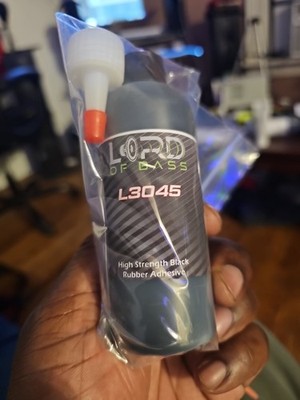 LORD
OF BASS
L3045
High Strength Black
Rubber Adhesive